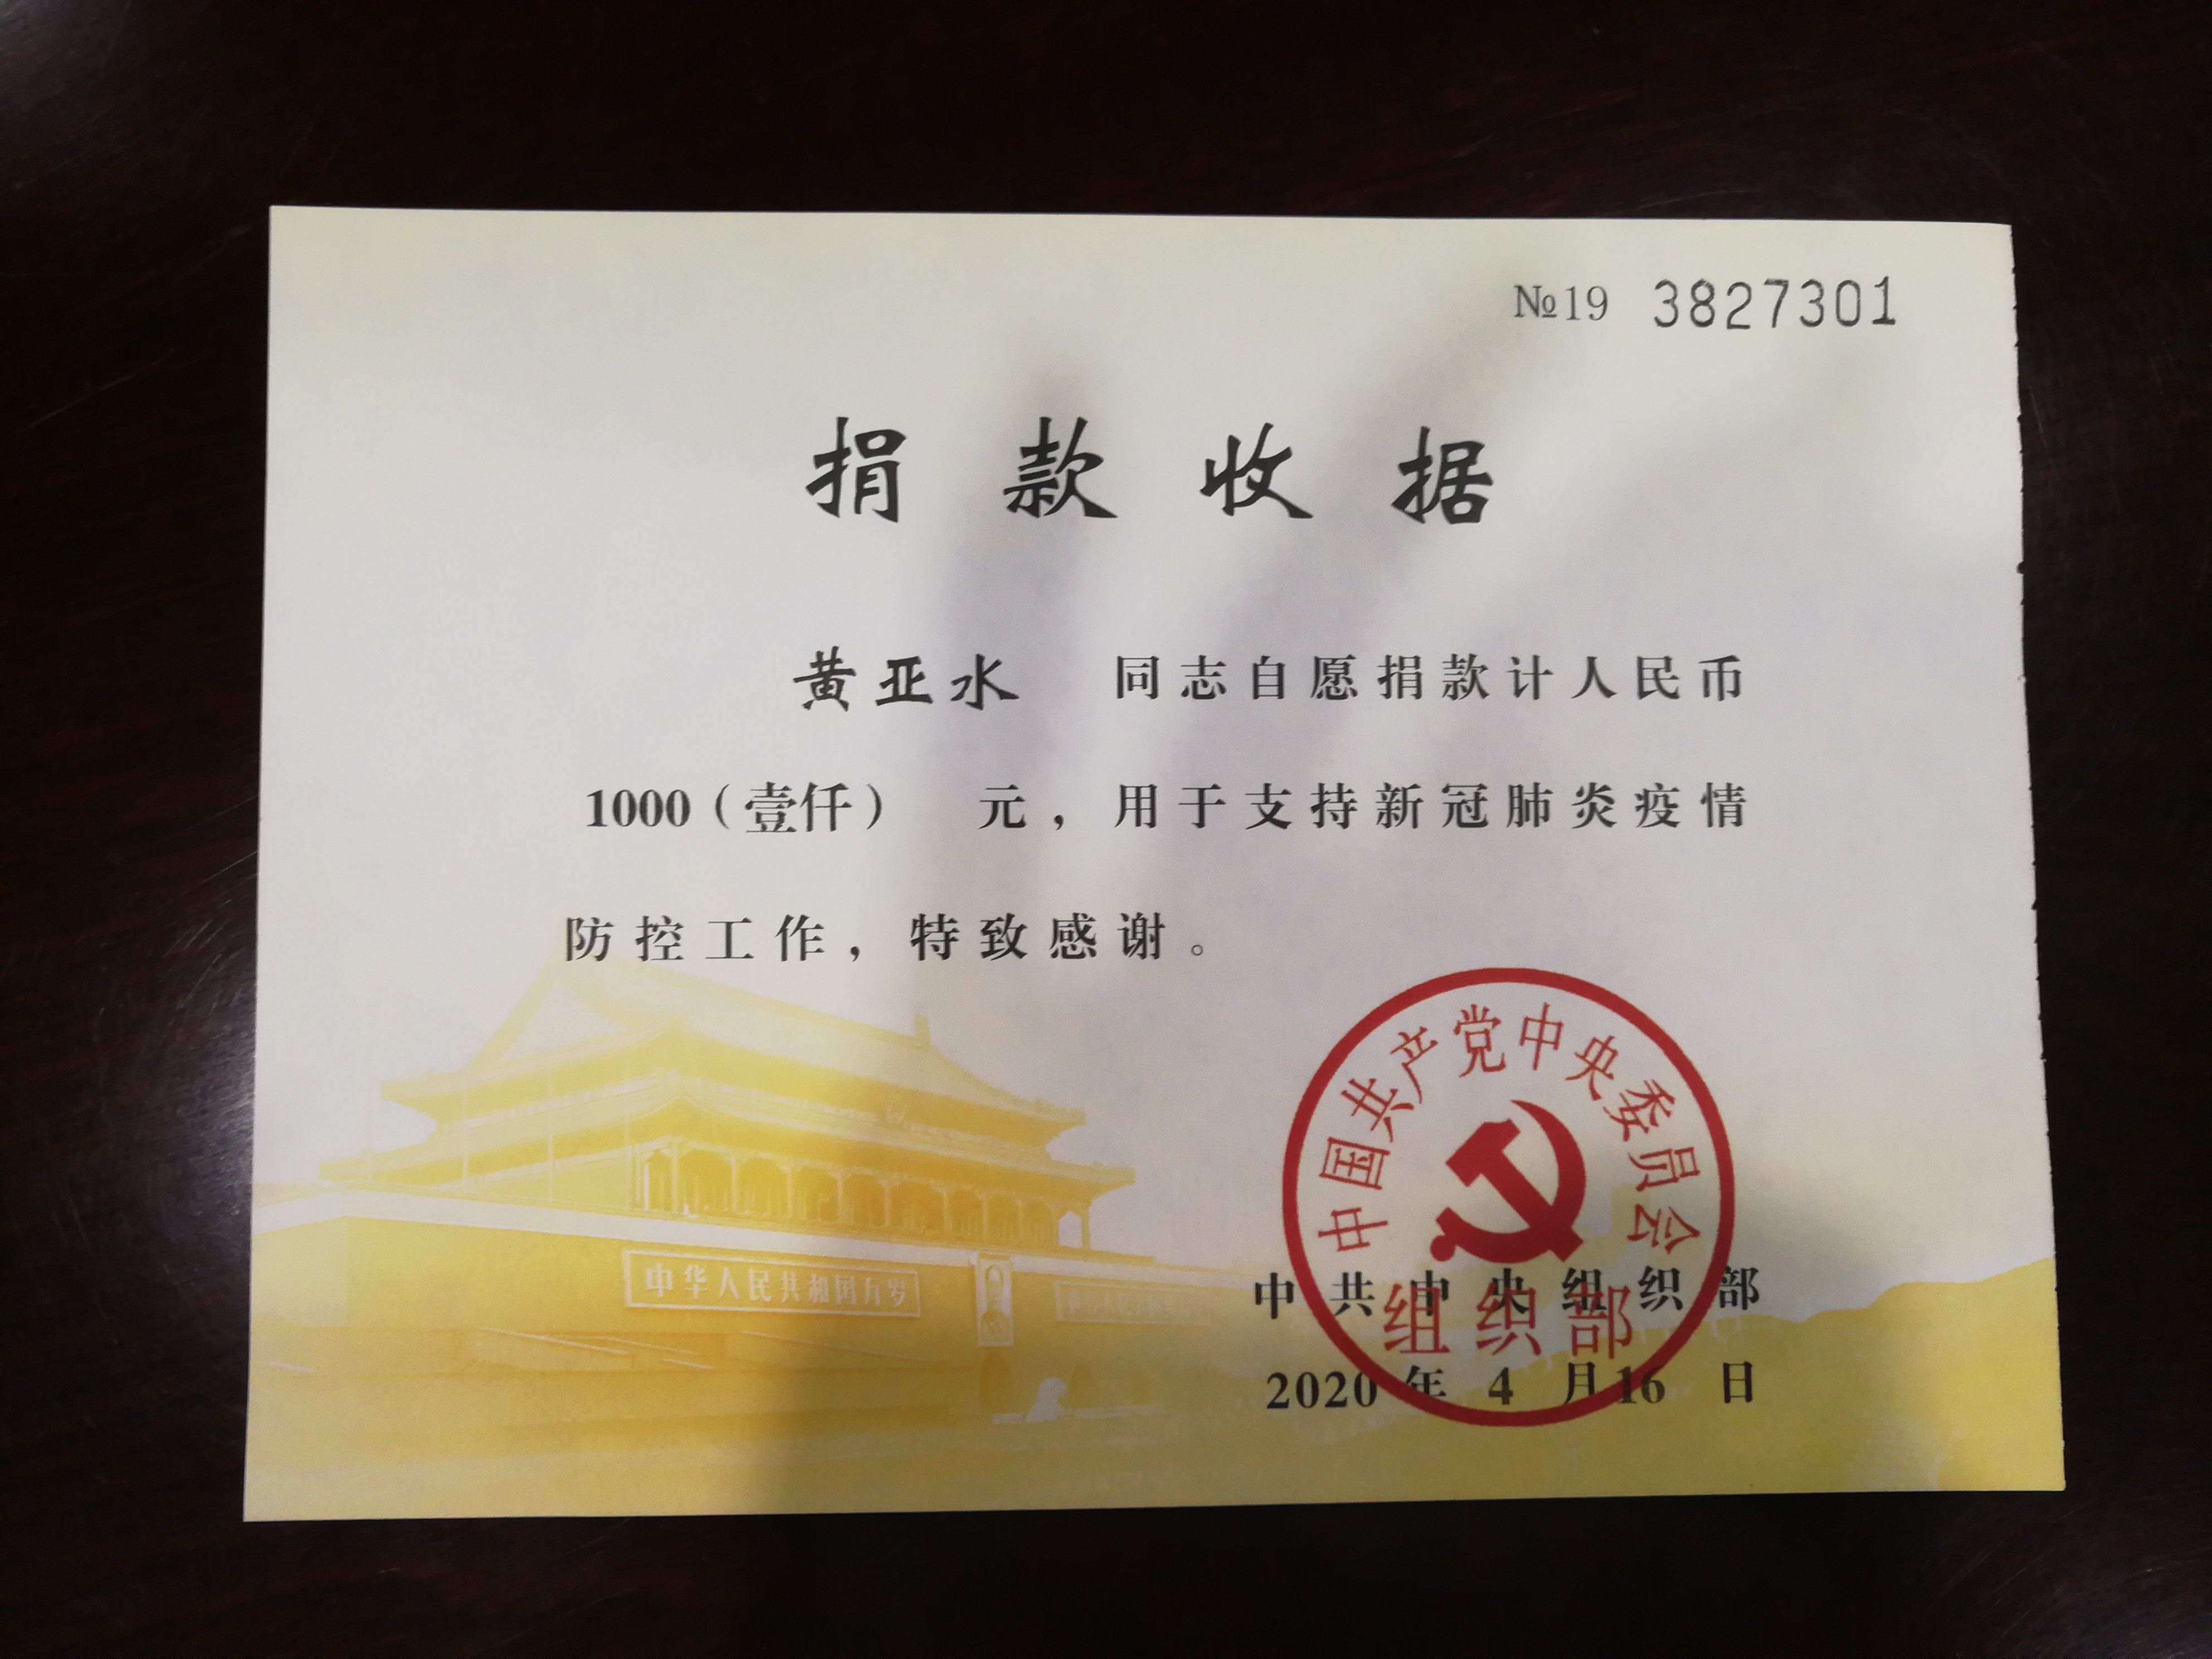 №19 3827301
捐款收据
黄亚水 同志自愿捐款计人民币
1000（壹仟） 元，用于支持新冠肺炎疫情
防控工作，特致感谢。
中国共产党中央委员会
组织部
中共中央组织部
2020年4月16日
中华人民共和国万岁